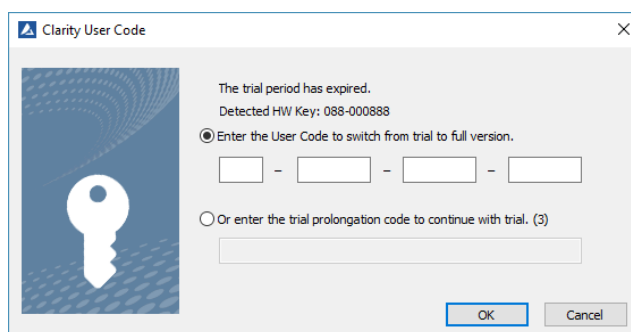 Clarity User Code
The trial period has expired.
Detected HW Key: 088-000888
Enter the User Code to switch from trial to full version.
– – –
Or enter the trial prolongation code to continue with trial. (3)
OK Cancel